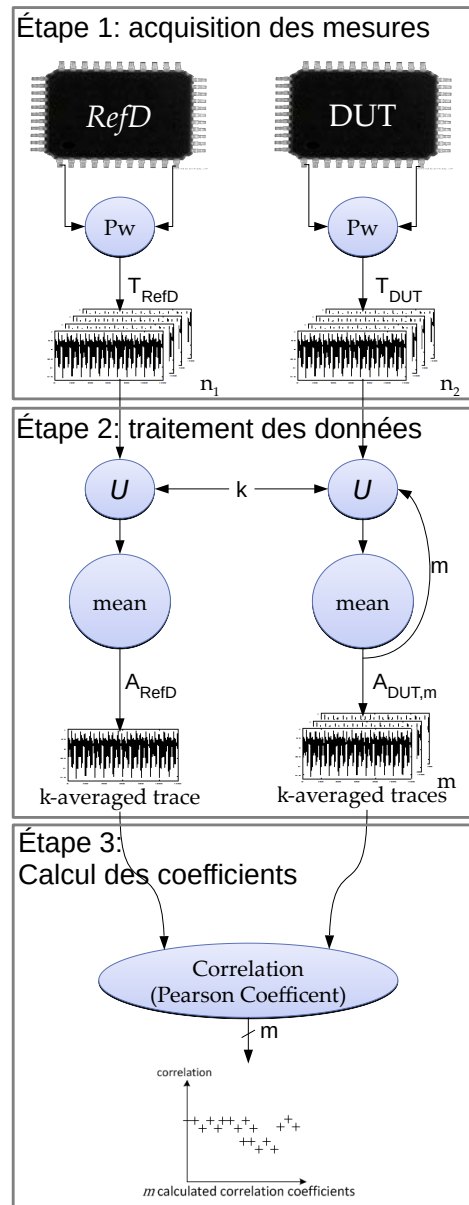 Étape 1: acquisition des mesures
RefD
DUT
Pw
Pw
T_RefD
T_DUT
n_1
n_2
Étape 2: traitement des données
U
k
U
mean
mean
m
A_RefD
A_DUT,m
m
k-averaged trace
k-averaged traces
Étape 3:
Calcul des coefficients
Correlation
(Pearson Coefficent)
m
correlation
m calculated correlation coefficients